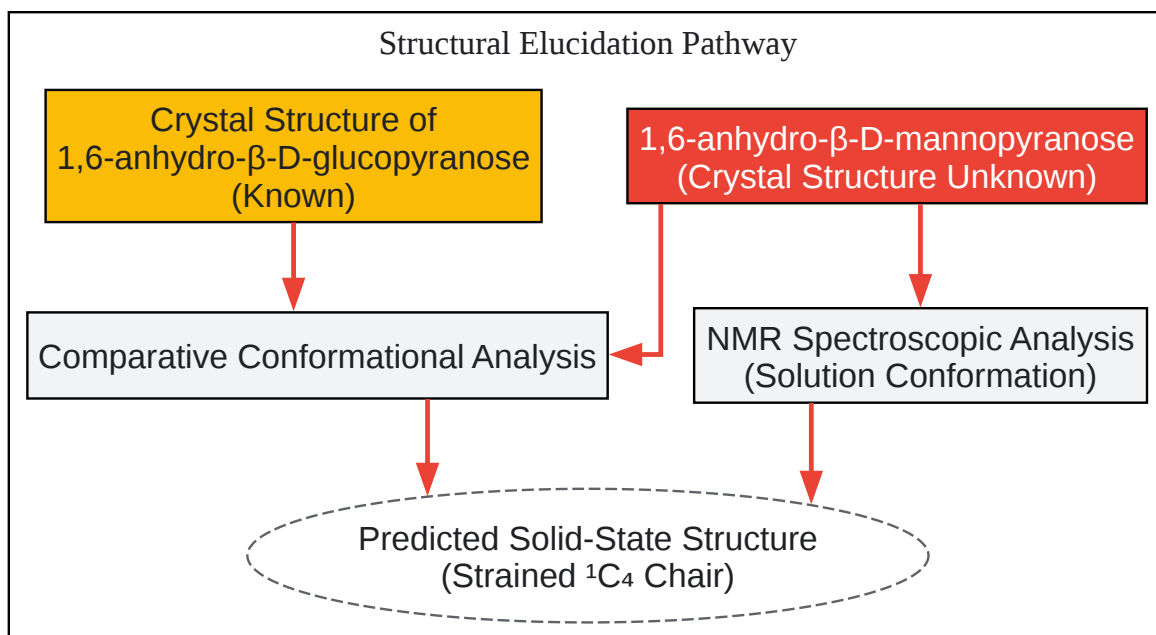 Structural Elucidation Pathway
Crystal Structure of
1,6-anhydro-β-D-glucopyranose
(Known)
1,6-anhydro-β-D-mannopyranose
(Crystal Structure Unknown)
Comparative Conformational Analysis
NMR Spectroscopic Analysis
(Solution Conformation)
Predicted Solid-State Structure
(Strained ¹C₄ Chair)